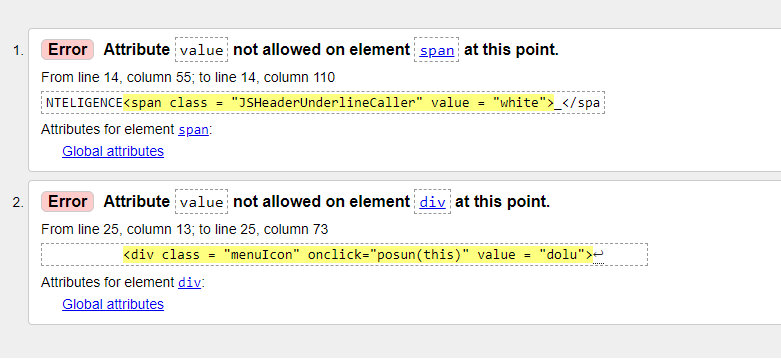 1. Error Attribute value not allowed on element span at this point.
From line 14, column 55; to line 14, column 110
NTELIGENCE<span class = "JSHeaderUnderlineCaller" value = "white">_</spa
Attributes for element span:
Global attributes
2. Error Attribute value not allowed on element div at this point.
From line 25, column 13; to line 25, column 73
<div class = "menuIcon" onclick="posun(this)" value = "dolu">↩
Attributes for element div:
Global attributes